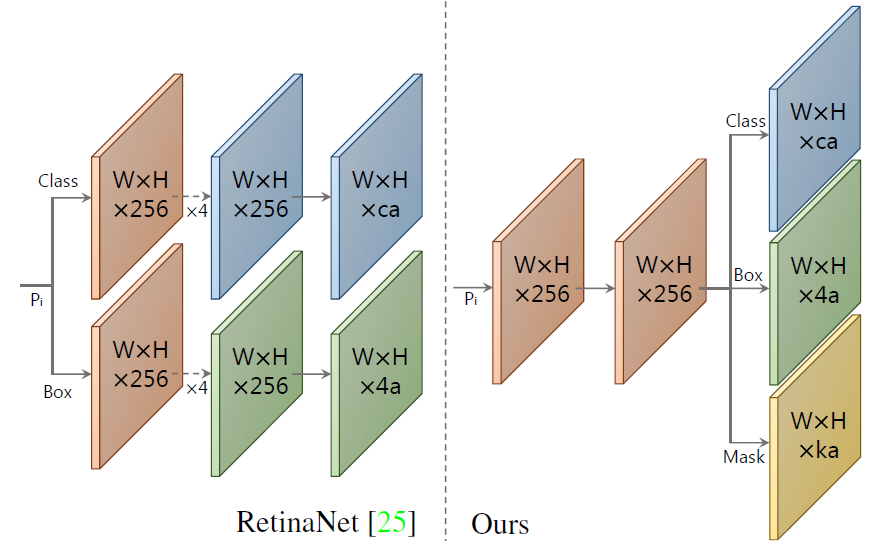 Class
W×H
×256
×4
W×H
×256
W×H
×ca
Pi
Box
W×H
×256
×4
W×H
×256
W×H
×4a
RetinaNet [25]
Pi
W×H
×256
W×H
×256
Class
W×H
×ca
Box
W×H
×4a
Mask
W×H
×ka
Ours